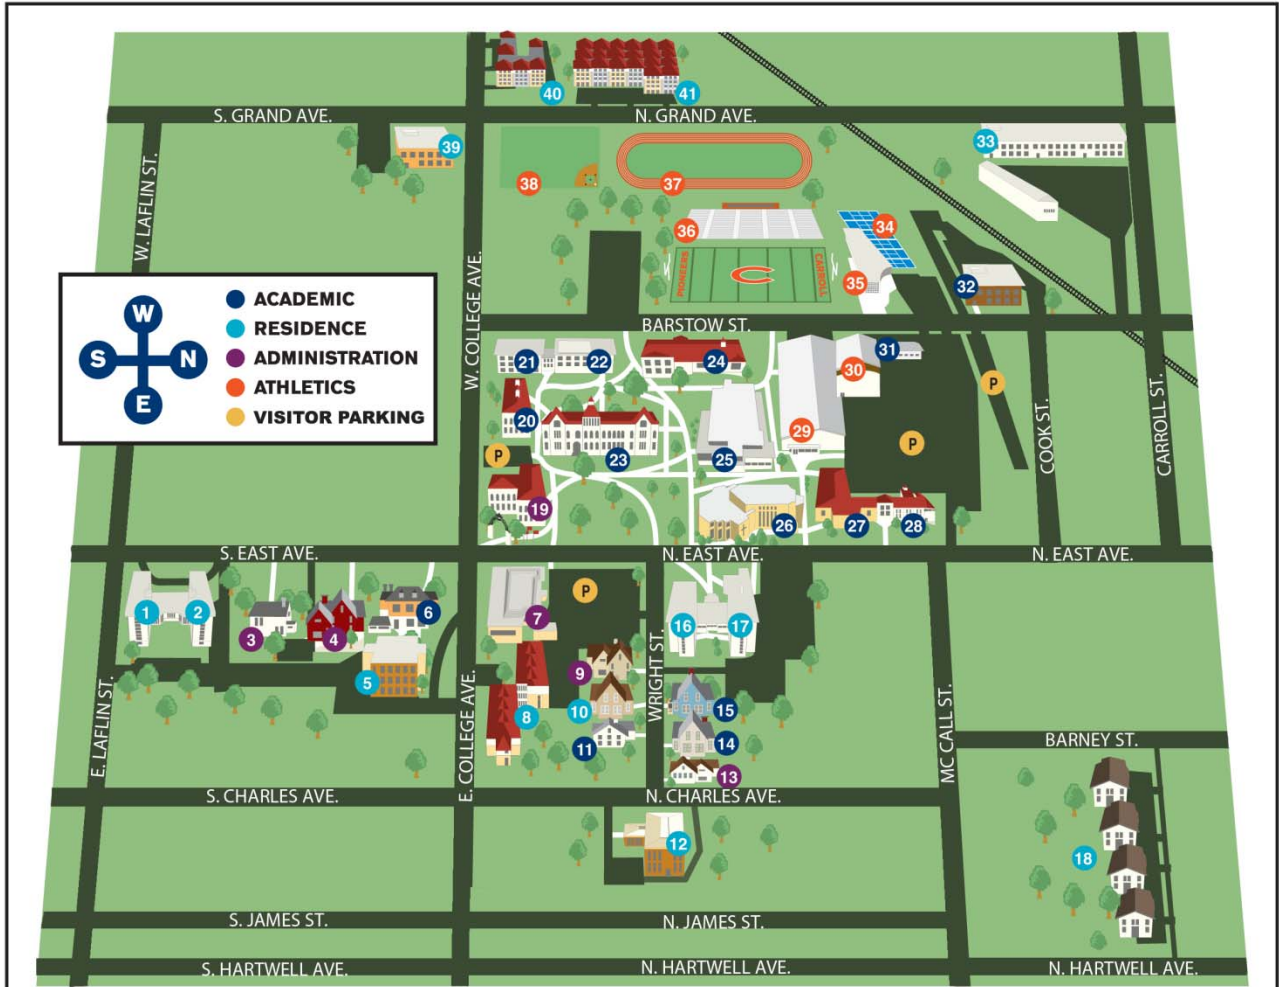 40
41
S. GRAND AVE.
N. GRAND AVE.
39
33
38
37
W. LAFLIN ST.
36
34
PIONEERS
C
CARROLL
35
32
W
S
N
E
ACADEMIC
RESIDENCE
ADMINISTRATION
ATHLETICS
VISITOR PARKING
W. COLLEGE AVE.
BARSTOW ST.
21
22
24
31
30
P
20
23
25
29
P
P
COOK ST.
CARROLL ST.
19
26
27
28
S. EAST AVE.
N. EAST AVE.
N. EAST AVE.
1
2
3
4
6
5
7
P
16
17
9
WRIGHT ST.
10
8
15
11
14
13
E. LAFLIN ST.
E. COLLEGE AVE.
MC CALL ST.
BARNEY ST.
S. CHARLES AVE.
N. CHARLES AVE.
12
18
S. JAMES ST.
N. JAMES ST.
S. HARTWELL AVE.
N. HARTWELL AVE.
N. HARTWELL AVE.